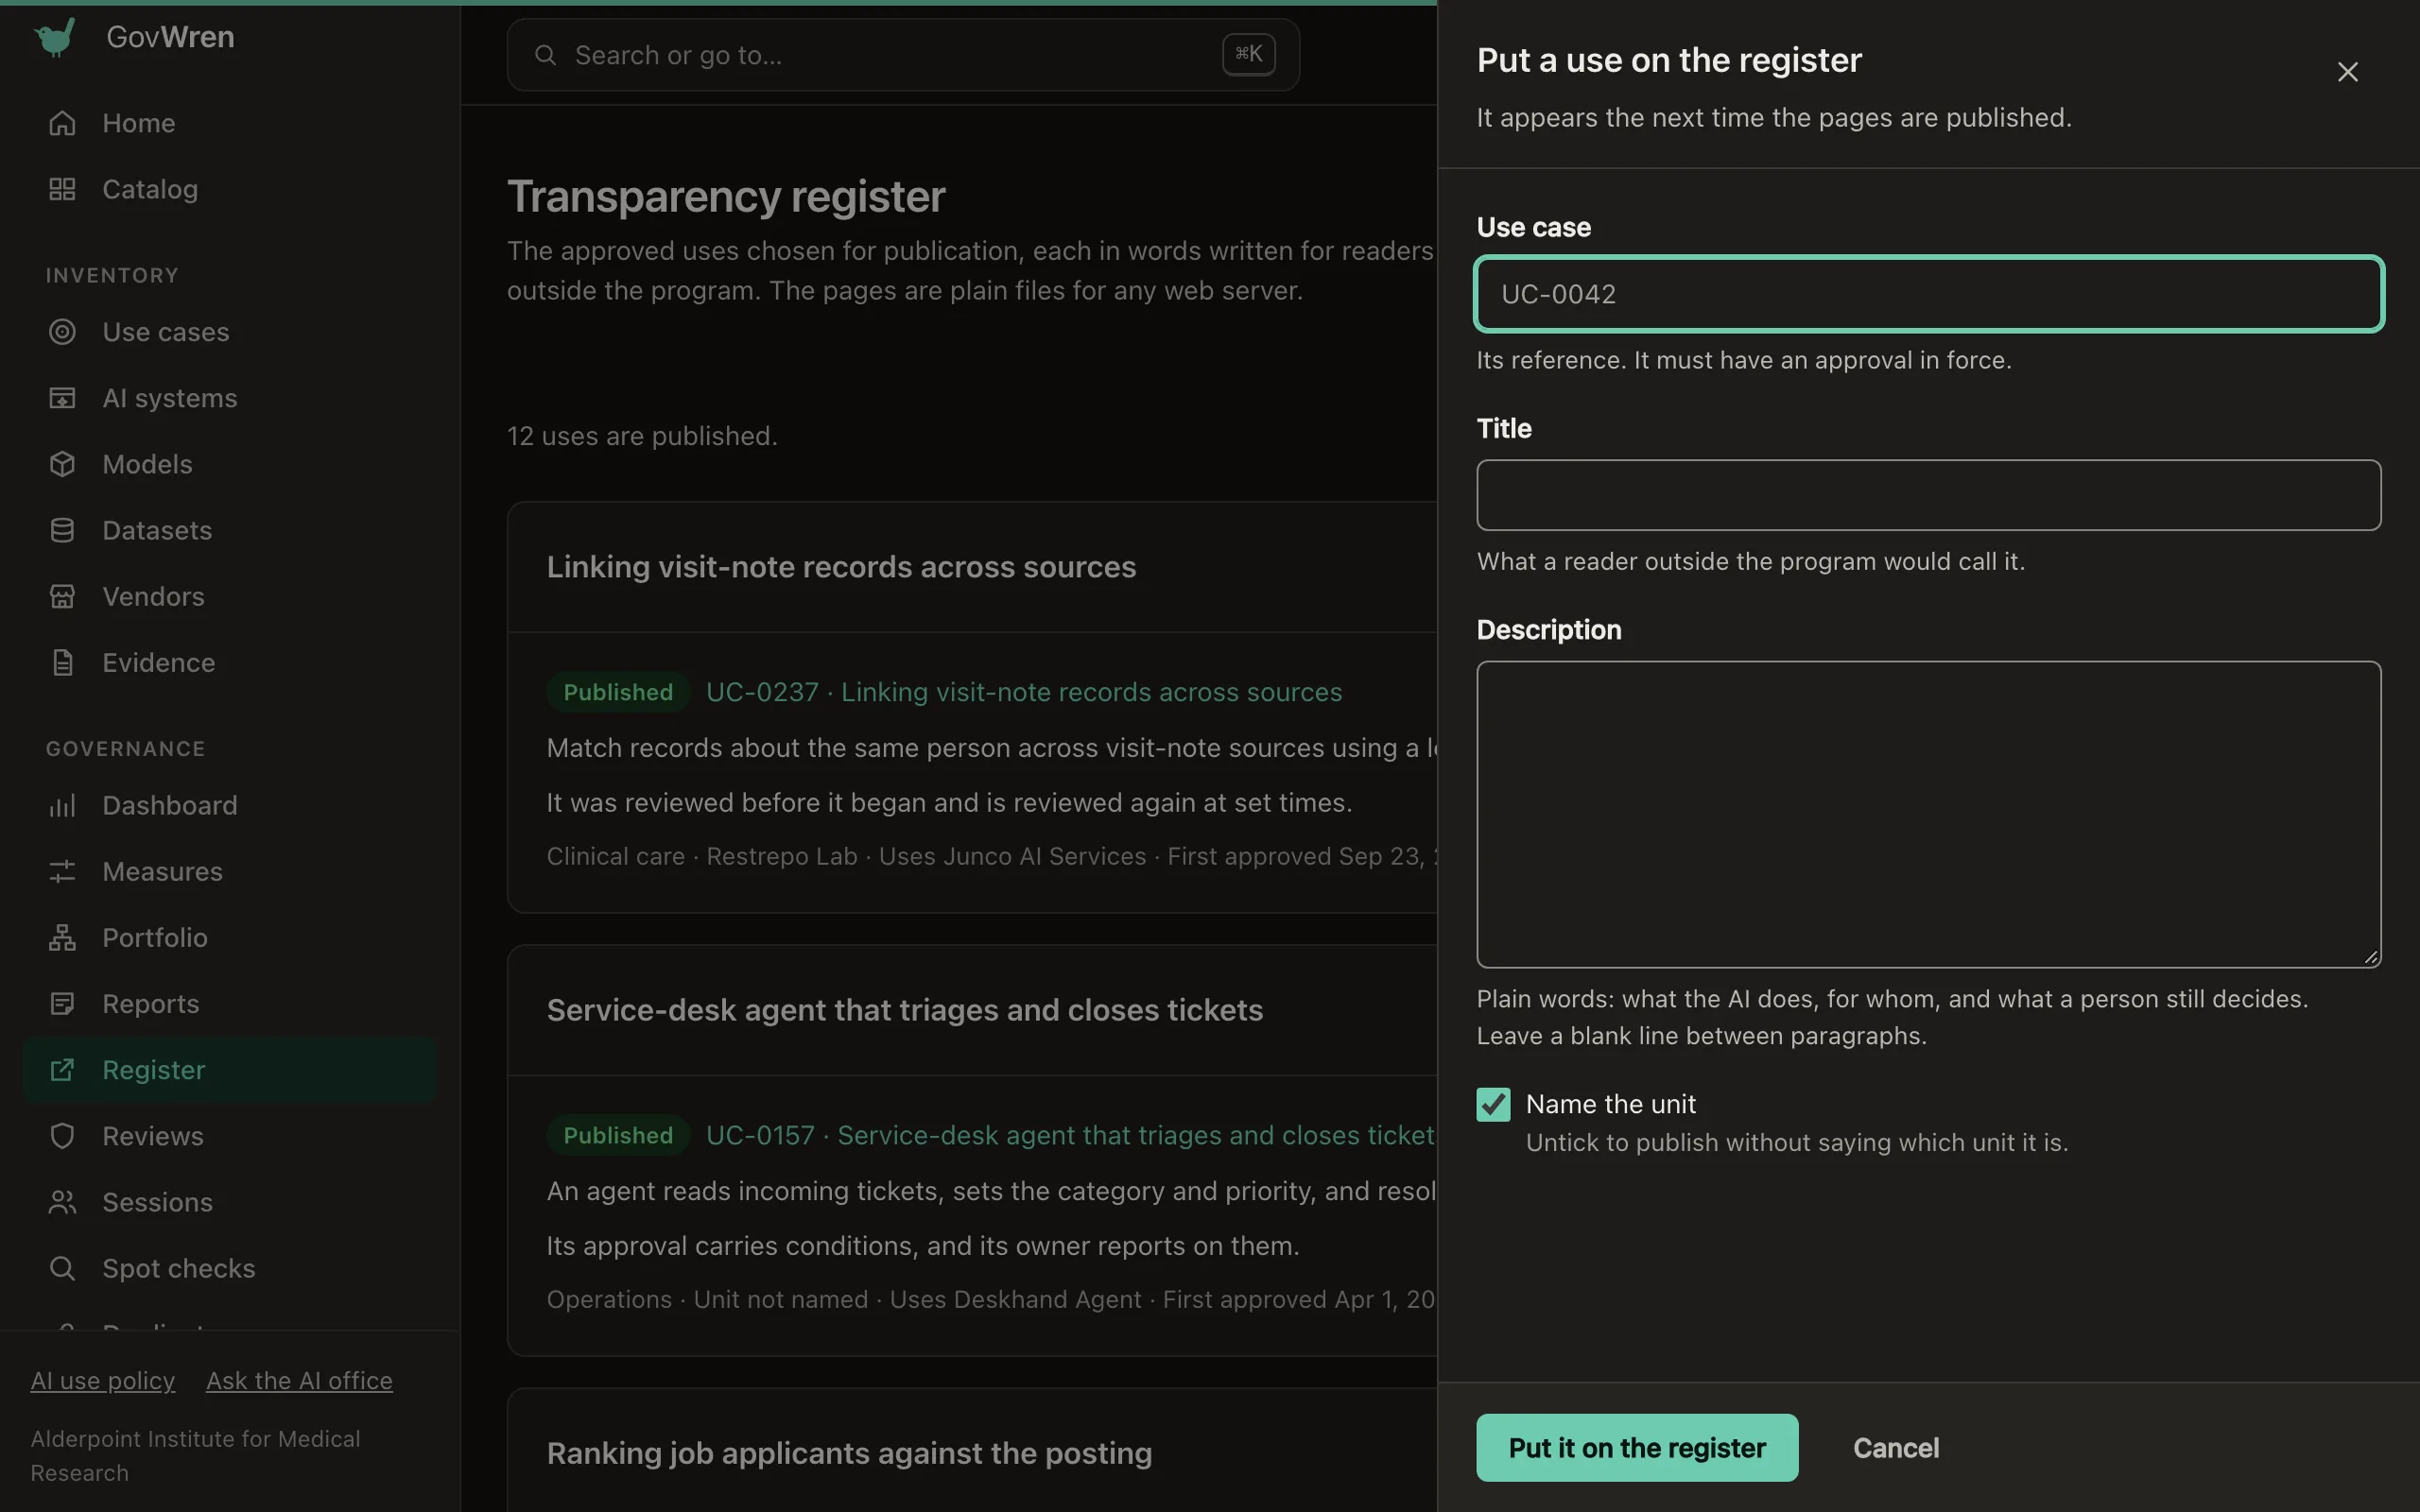 GovWren
Home
Catalog
INVENTORY
Use cases
AI systems
Models
Datasets
Vendors
Evidence
GOVERNANCE
Dashboard
Measures
Portfolio
Reports
Register
Reviews
Sessions
Spot checks
AI use policy Ask the AI office
Alderpoint Institute for Medical
Research
Search or go to... ⌘K
Transparency register
The approved uses chosen for publication, each in words written for readers
outside the program. The pages are plain files for any web server.
12 uses are published.
Linking visit-note records across sources
Published UC-0237 · Linking visit-note records across sources
Match records about the same person across visit-note sources using a
It was reviewed before it began and is reviewed again at set times.
Clinical care · Restrepo Lab · Uses Junco AI Services · First approved Sep 23,
Service-desk agent that triages and closes tickets
Published UC-0157 · Service-desk agent that triages and closes ticket
An agent reads incoming tickets, sets the category and priority, and resol
Its approval carries conditions, and its owner reports on them.
Operations · Unit not named · Uses Deskhand Agent · First approved Apr 1, 20
Ranking job applicants against the posting
Put a use on the register
It appears the next time the pages are published.
Use case
UC-0042
Its reference. It must have an approval in force.
Title
What a reader outside the program would call it.
Description
Plain words: what the AI does, for whom, and what a person still decides.
Leave a blank line between paragraphs.
Name the unit
Untick to publish without saying which unit it is.
Put it on the register Cancel